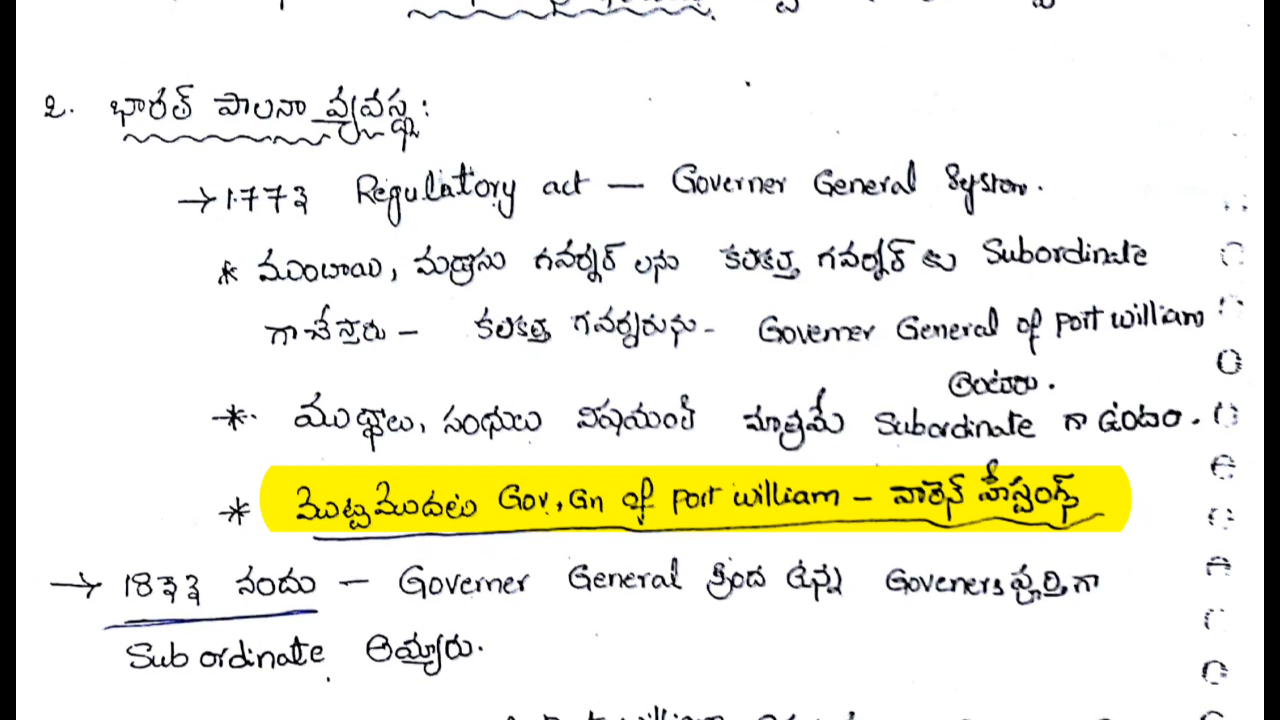 2. భారత్ పాలనా వ్యవస్థ:
→ 1773 Regulatory act – Governer General System.
* ముంబాయి, మద్రాసు గవర్నర్ లను కలకత్త గవర్నర్ కు Subordinate
గా చేస్తారు – కలకత్త గవర్నరును – Governer General of port william
అంటారు.
* యుద్ధాలు, సంధులు విషయంలో మాత్రమే Subordinate గా ఉంటుంది.
* మొట్టమొదట Gov, Gn of port william – వారెన్ హేస్టింగ్స్
→ 1833 నందు – Governer General క్రింద ఉన్న Goveners పూర్తిగా
Subordinate అయ్యారు.